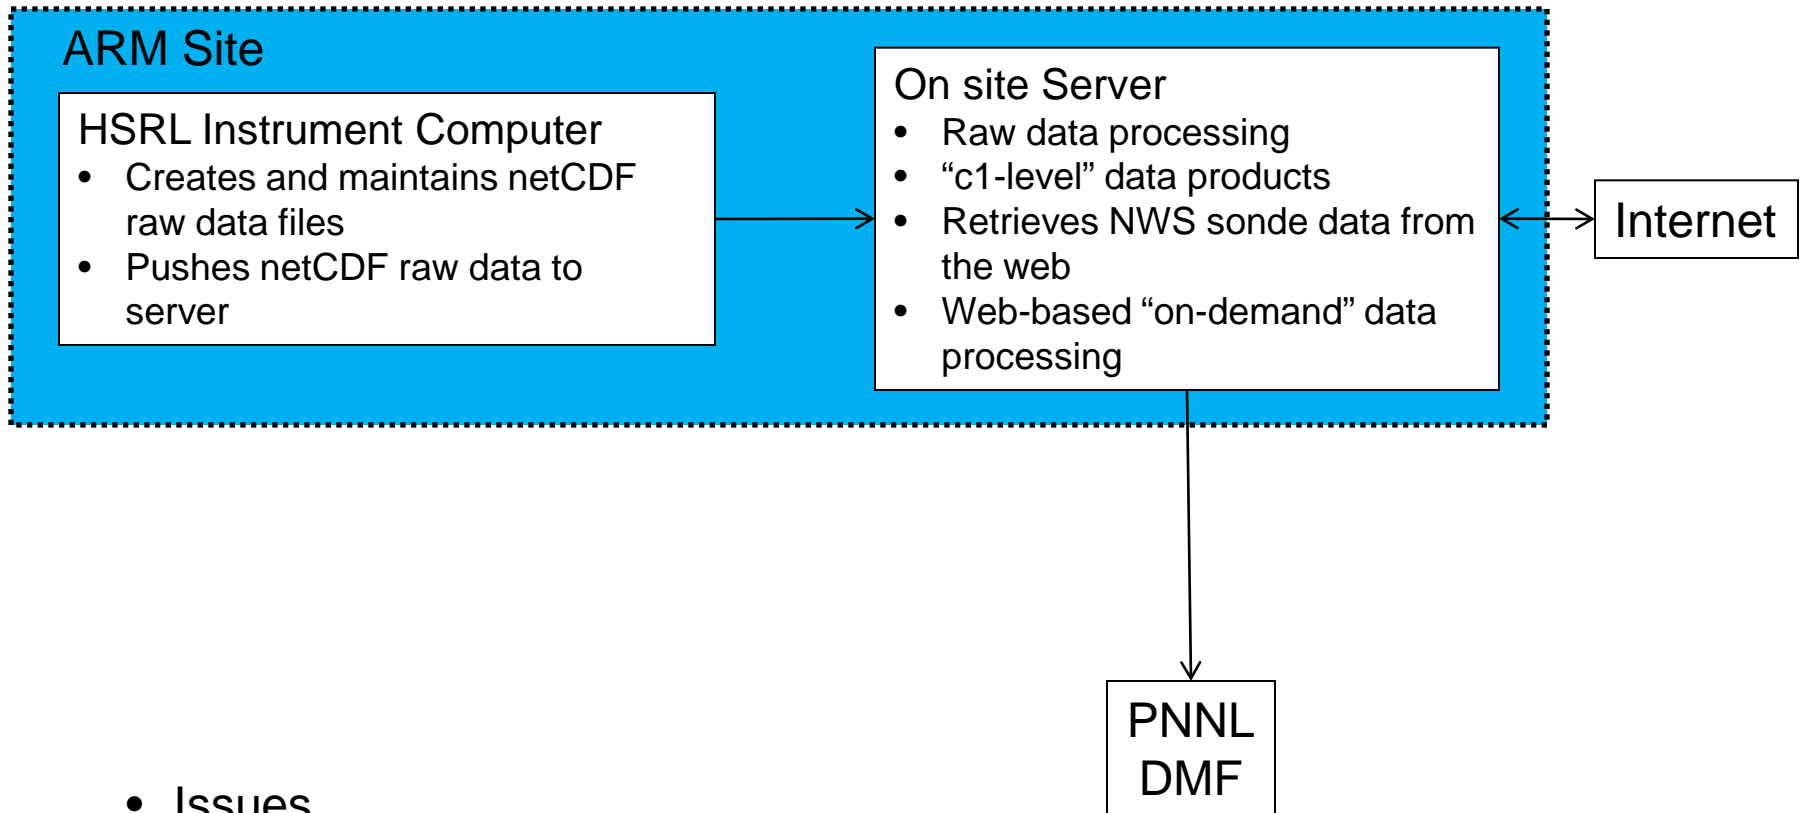 ARM Site
HSRL Instrument Computer
• Creates and maintains netCDF
raw data files
• Pushes netCDF raw data to
server
On site Server
• Raw data processing
• “c1-level” data products
• Retrieves NWS sonde data from
the web
• Web-based “on-demand” data
processing
Internet
PNNL
DMF
• Issues